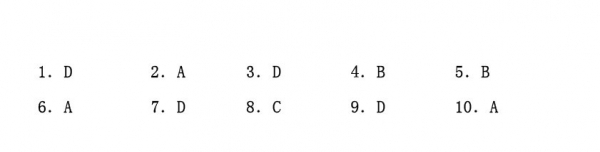 1. D 2. A 3. D 4. B 5. B
6. A 7. D 8. C 9. D 10. A